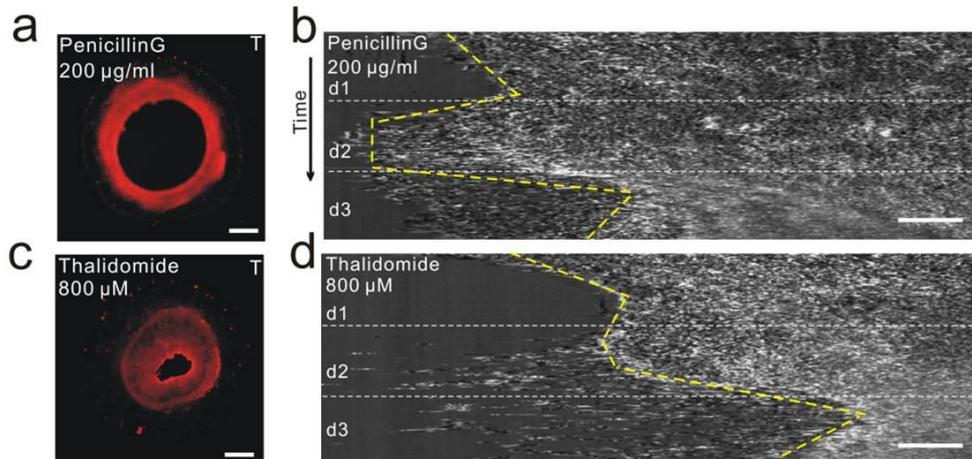 a
PenicillinG T
200 µg/ml
b
PenicillinG
200 µg/ml
Time
d1
d2
d3
c
Thalidomide T
800 µM
d
Thalidomide
800 µM
d1
d2
d3